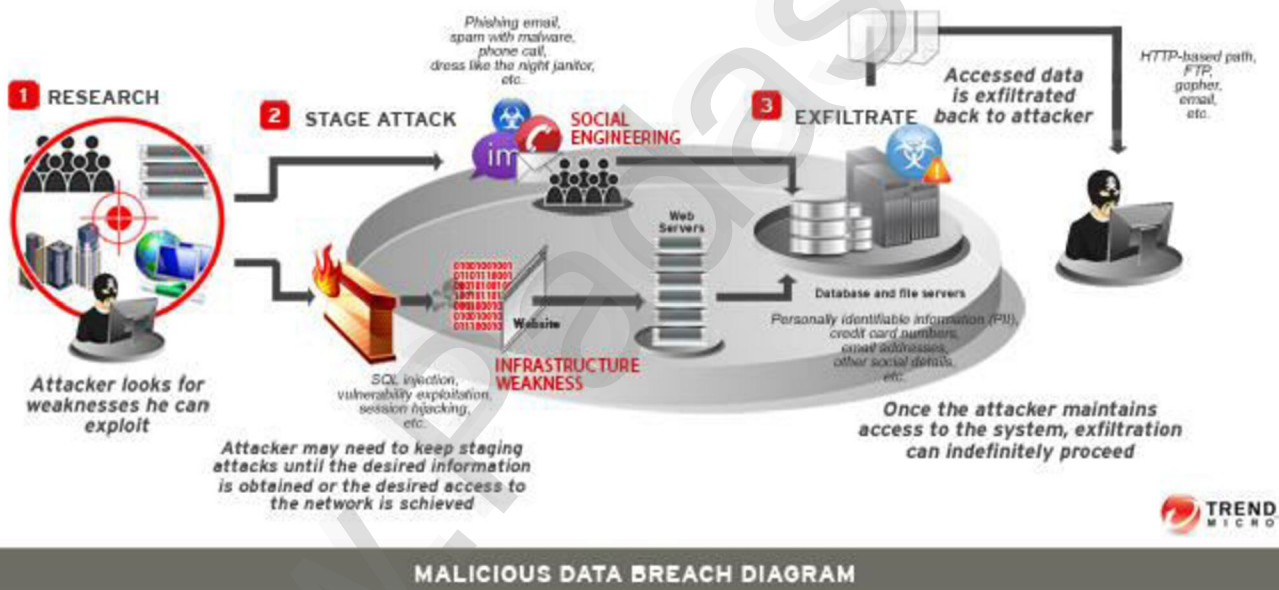 1 RESEARCH
Attacker looks for
weaknesses he can
exploit
2 STAGE ATTACK
Phishing email,
spam with malware,
phone call,
dress like the night janitor,
etc.
im
SOCIAL
ENGINEERING
01001001001
Website
INFRASTRUCTURE
WEAKNESS
SQL injection,
vulnerability exploitation,
session hijacking,
etc.
Attacker may need to keep staging
attacks until the desired information
is obtained or the desired access to
the network is achieved
Web
Servers
3 EXFILTRATE
Accessed data
is exfiltrated
back to attacker
HTTP-based path,
FTP,
gopher,
email,
etc.
Database and file servers
Personally identifiable information (PII),
credit card numbers,
email addresses,
other social details,
etc.
Once the attacker maintains
access to the system, exfiltration
can indefinitely proceed
TREND
MICRO
MALICIOUS DATA BREACH DIAGRAM